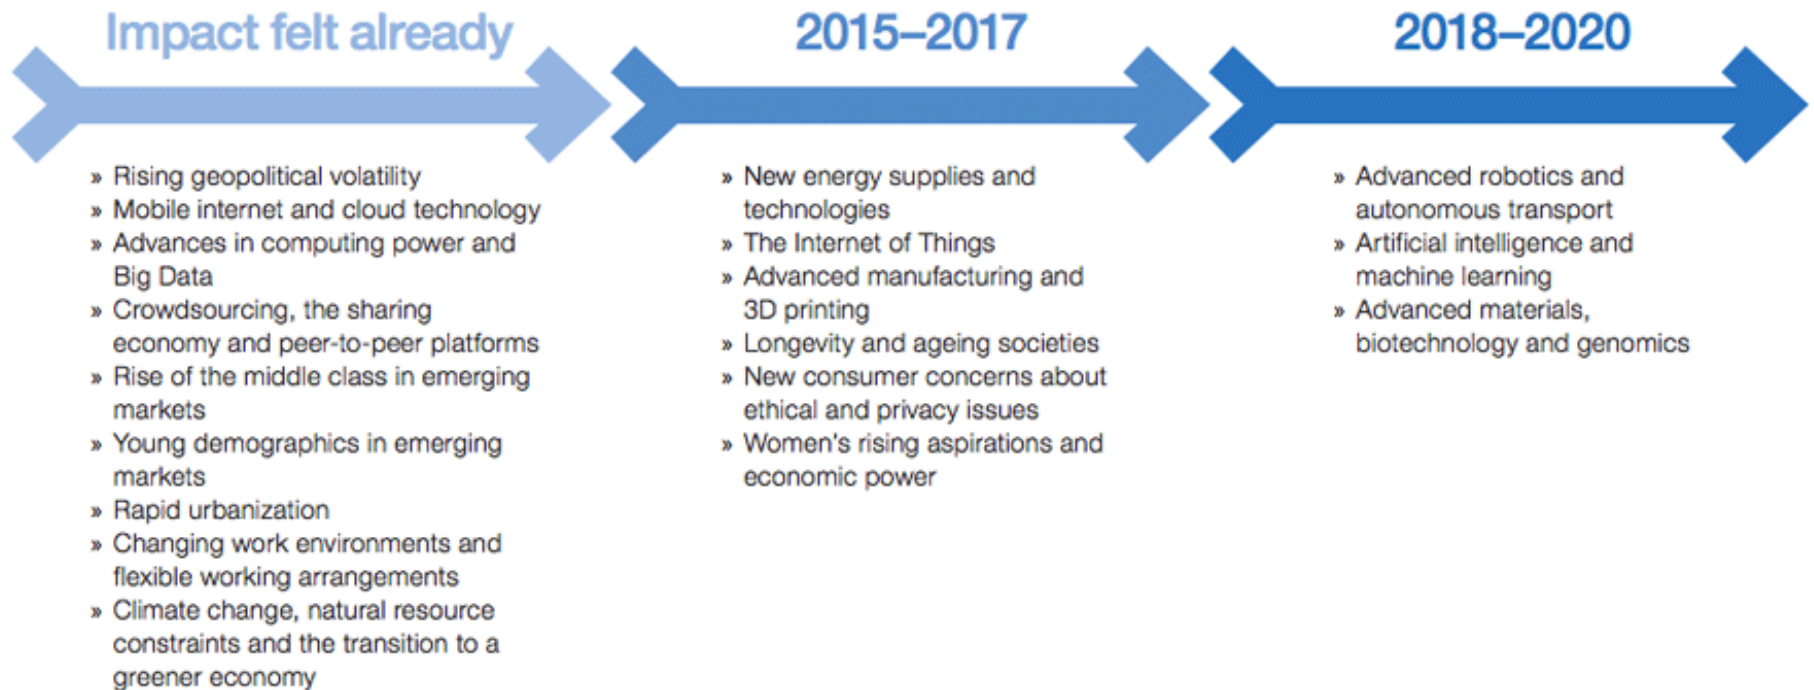 Impact felt already
» Rising geopolitical volatility
» Mobile internet and cloud technology
» Advances in computing power and
Big Data
» Crowdsourcing, the sharing
economy and peer-to-peer platforms
» Rise of the middle class in emerging
markets
» Young demographics in emerging
markets
» Rapid urbanization
» Changing work environments and
flexible working arrangements
» Climate change, natural resource
constraints and the transition to a
greener economy
2015–2017
» New energy supplies and
technologies
» The Internet of Things
» Advanced manufacturing and
3D printing
» Longevity and ageing societies
» New consumer concerns about
ethical and privacy issues
» Women's rising aspirations and
economic power
2018–2020
» Advanced robotics and
autonomous transport
» Artificial intelligence and
machine learning
» Advanced materials,
biotechnology and genomics